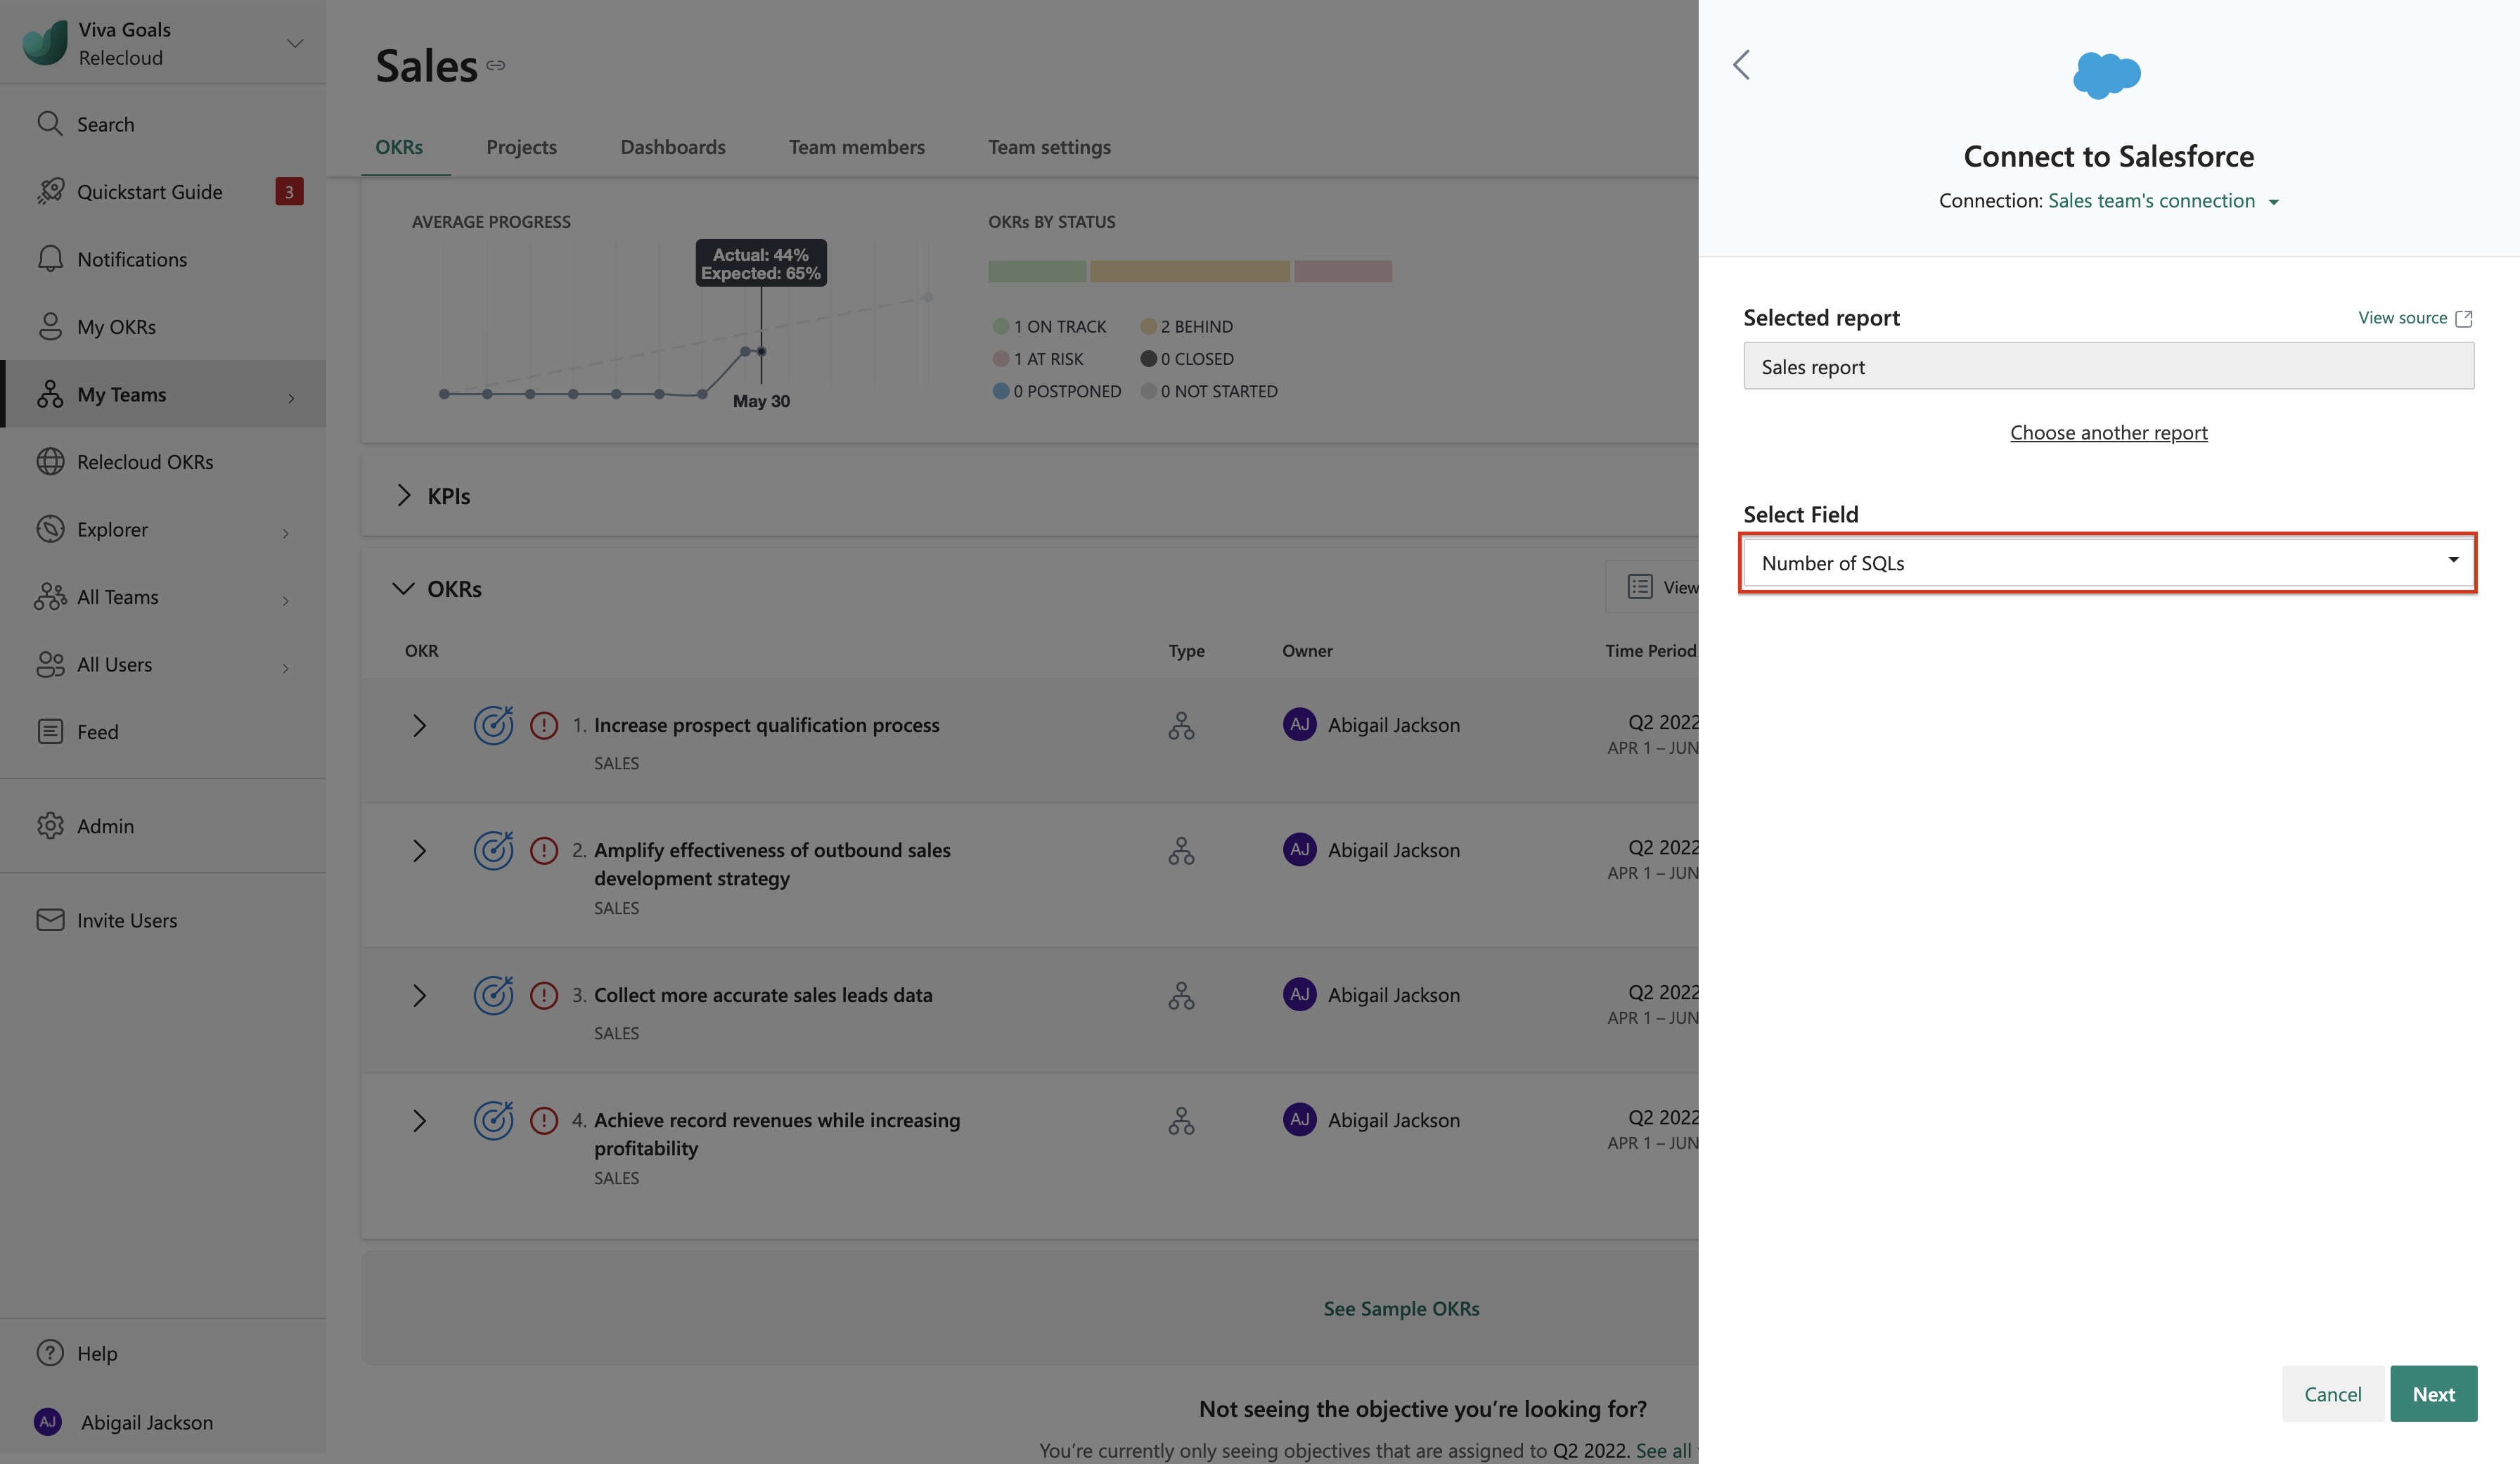 Viva Goals
Relecloud
Search
Quickstart Guide 3
Notifications
My OKRs
My Teams
Relecloud OKRs
Explorer
All Teams
All Users
Feed
Admin
Invite Users
Help
AJ Abigail Jackson
Sales
OKRs Projects Dashboards Team members Team settings
AVERAGE PROGRESS
Actual: 44%
Expected: 65%
May 30
OKRs BY STATUS
1 ON TRACK 2 BEHIND
1 AT RISK 0 CLOSED
0 POSTPONED 0 NOT STARTED
KPIs
OKRs
View
OKR Type Owner Time Period
1. Increase prospect qualification process AJ Abigail Jackson Q2 2022
APR 1 – JUN
SALES
2. Amplify effectiveness of outbound sales AJ Abigail Jackson Q2 2022
development strategy APR 1 – JUN
SALES
3. Collect more accurate sales leads data AJ Abigail Jackson Q2 2022
APR 1 – JUN
SALES
4. Achieve record revenues while increasing AJ Abigail Jackson Q2 2022
profitability APR 1 – JUN
SALES
See Sample OKRs
Not seeing the objective you’re looking for?
You’re currently only seeing objectives that are assigned to Q2 2022. See all
Connect to Salesforce
Connection: Sales team's connection
Selected report View source
Sales report
Choose another report
Select Field
Number of SQLs
Cancel Next